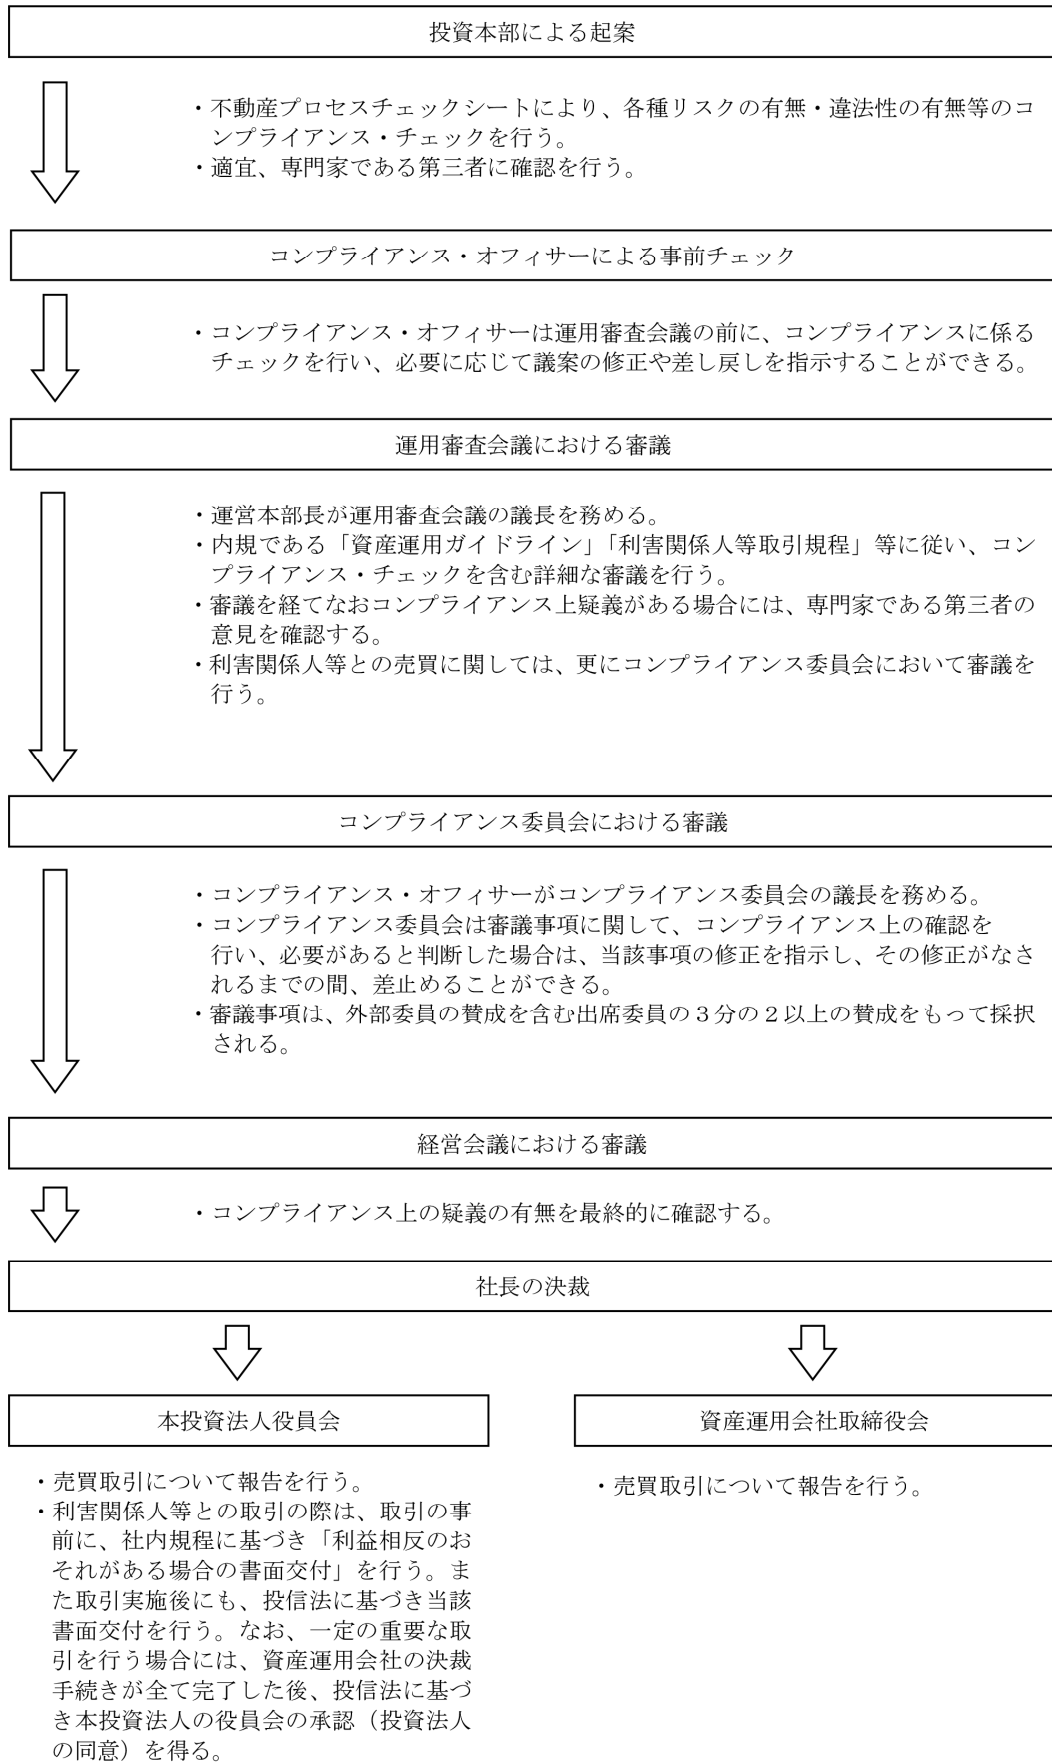 投資本部による起案
・不動産プロセスチェックシートにより、各種リスクの有無・違法性の有無等のコ
ンプライアンス・チェックを行う。
・適宜、専門家である第三者に確認を行う。
コンプライアンス・オフィサーによる事前チェック
・コンプライアンス・オフィサーは運用審査会議の前に、コンプライアンスに係る
チェックを行い、必要に応じて議案の修正や差し戻しを指示することができる。
運用審査会議における審議
・運営本部長が運用審査会議の議長を務める。
・内規である「資産運用ガイドライン」「利害関係人等取引規程」等に従い、コン
プライアンス・チェックを含む詳細な審議を行う。
・審議を経てなおコンプライアンス上疑義がある場合には、専門家である第三者の
意見を確認する。
・利害関係人等との売買に関しては、更にコンプライアンス委員会において審議を
行う。
コンプライアンス委員会における審議
・コンプライアンス・オフィサーがコンプライアンス委員会の議長を務める。
・コンプライアンス委員会は審議事項に関して、コンプライアンス上の確認を
行い、必要があると判断した場合は、当該事項の修正を指示し、その修正がなさ
れるまでの間、差止めることができる。
・審議事項は、外部委員の賛成を含む出席委員の３分の２以上の賛成をもって採択
される。
経営会議における審議
・コンプライアンス上の疑義の有無を最終的に確認する。
社長の決裁
本投資法人役員会
・売買取引について報告を行う。
・利害関係人等との取引の際は、取引の事
前に、社内規程に基づき「利益相反のお
それがある場合の書面交付」を行う。ま
た取引実施後にも、投信法に基づき当該
書面交付を行う。なお、一定の重要な取
引を行う場合には、資産運用会社の決裁
手続きが全て完了した後、投信法に基づ
き本投資法人の役員会の承認（投資法人
の同意）を得る。
資産運用会社取締役会
・売買取引について報告を行う。